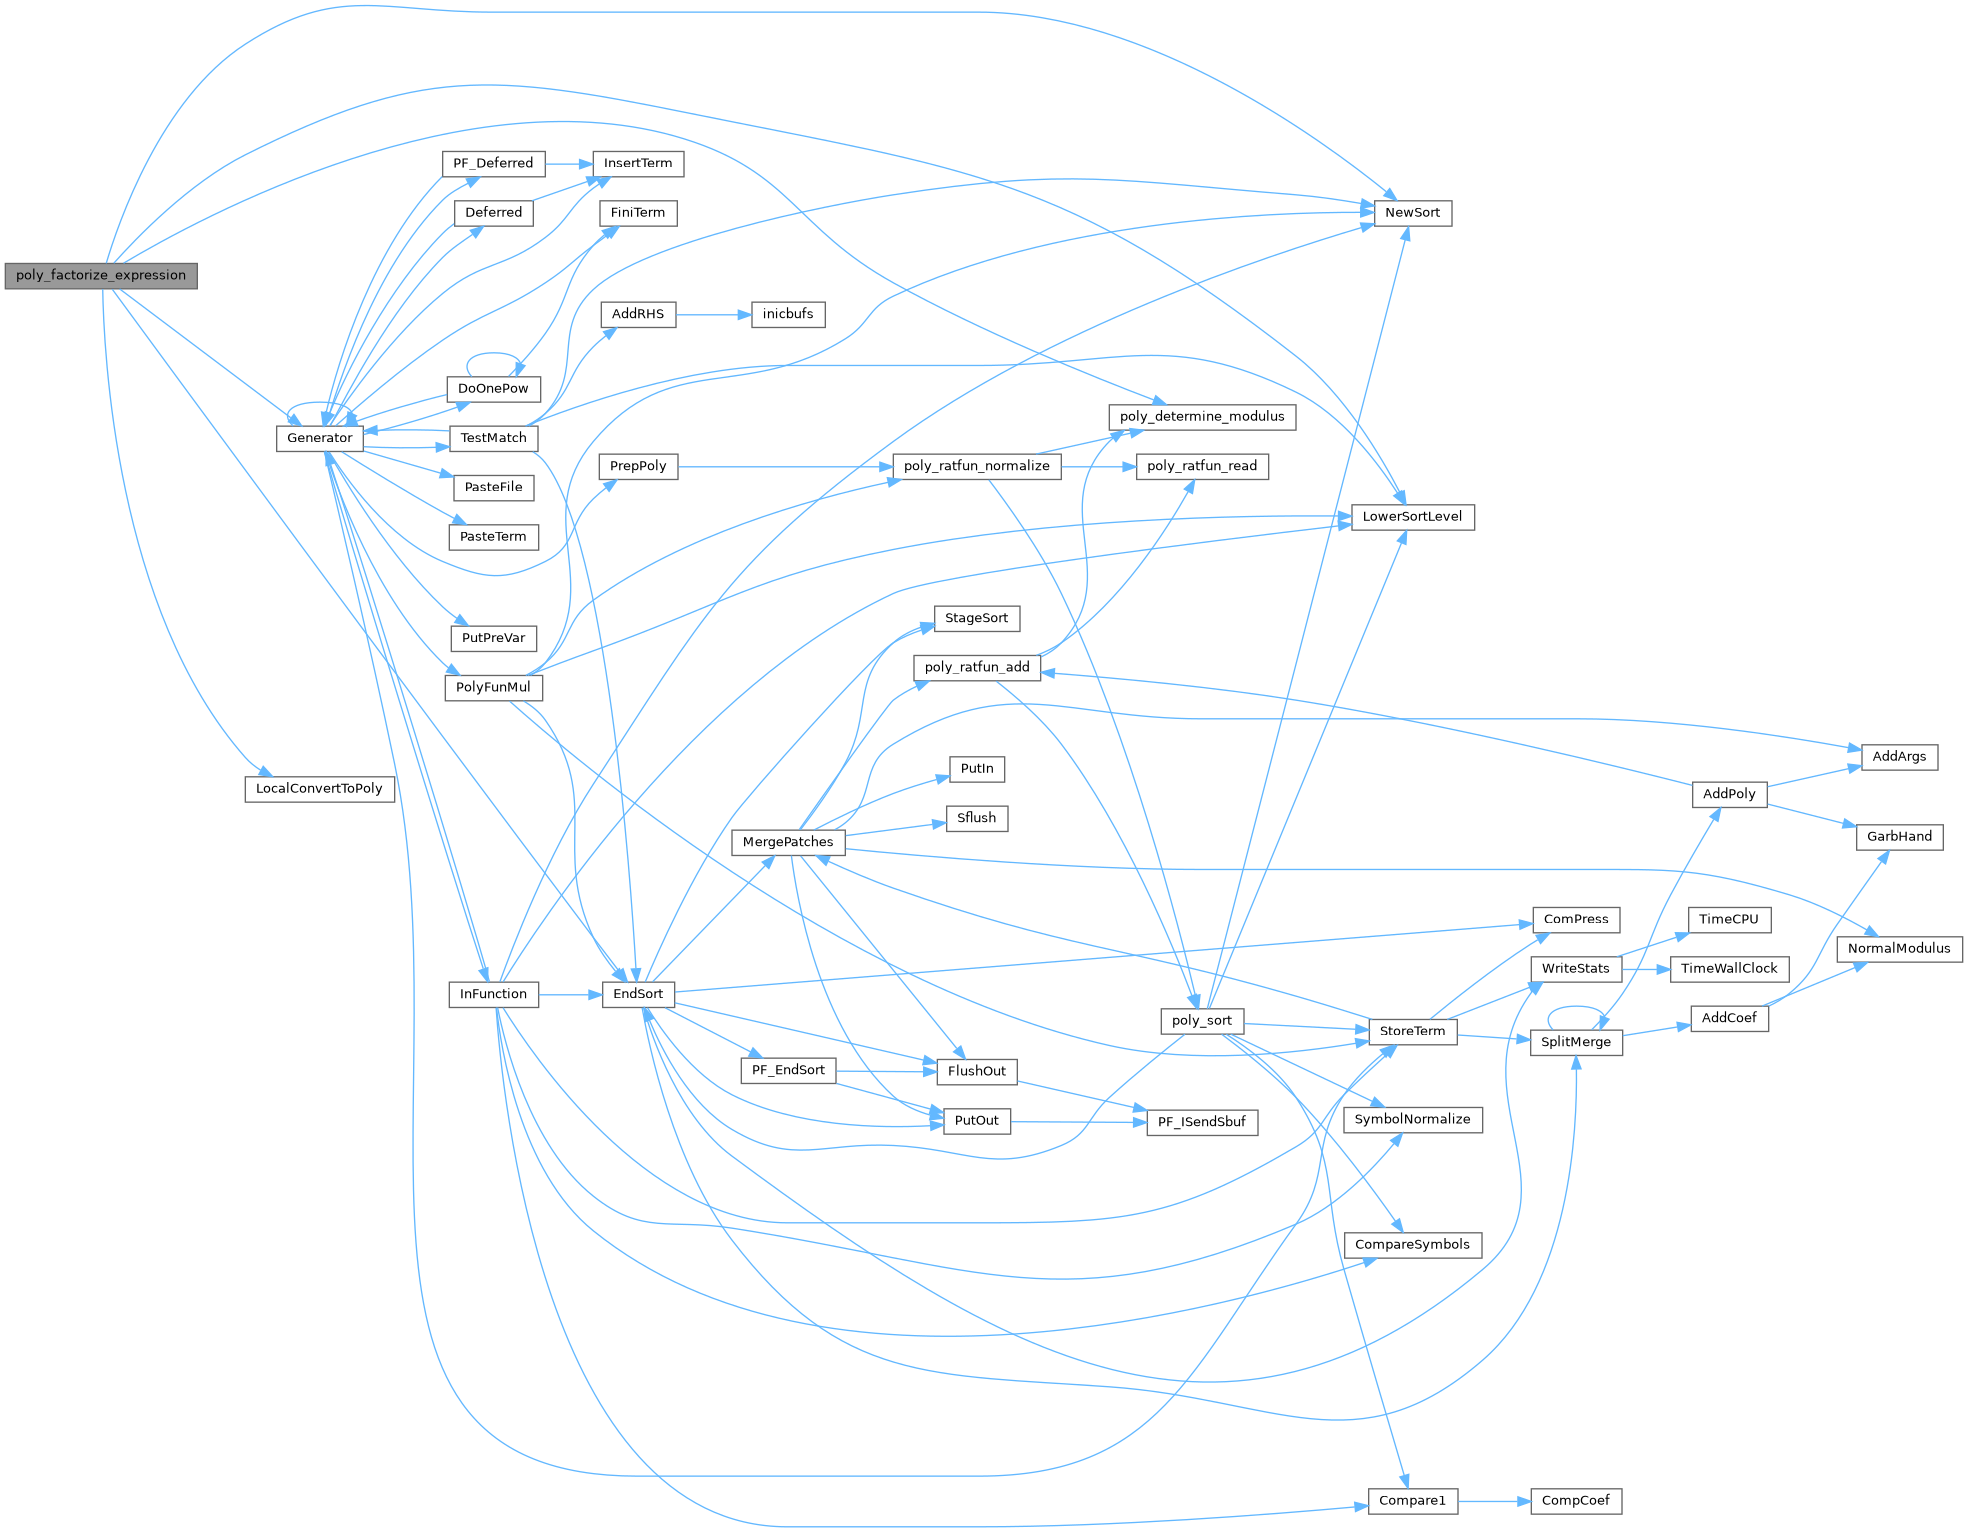 poly_factorize_expression
PF_Deferred
InsertTerm
Deferred
FiniTerm
NewSort
AddRHS
inicbufs
DoOnePow
poly_determine_modulus
Generator
TestMatch
PrepPoly
poly_ratfun_normalize
poly_ratfun_read
PasteFile
LowerSortLevel
PasteTerm
StageSort
PutPreVar
poly_ratfun_add
PolyFunMul
AddArgs
PutIn
LocalConvertToPoly
AddPoly
Sflush
GarbHand
MergePatches
ComPress
TimeCPU
NormalModulus
WriteStats
TimeWallClock
InFunction
EndSort
poly_sort
AddCoef
StoreTerm
SplitMerge
PF_EndSort
FlushOut
PutOut
PF_ISendSbuf
SymbolNormalize
CompareSymbols
Compare1
CompCoef